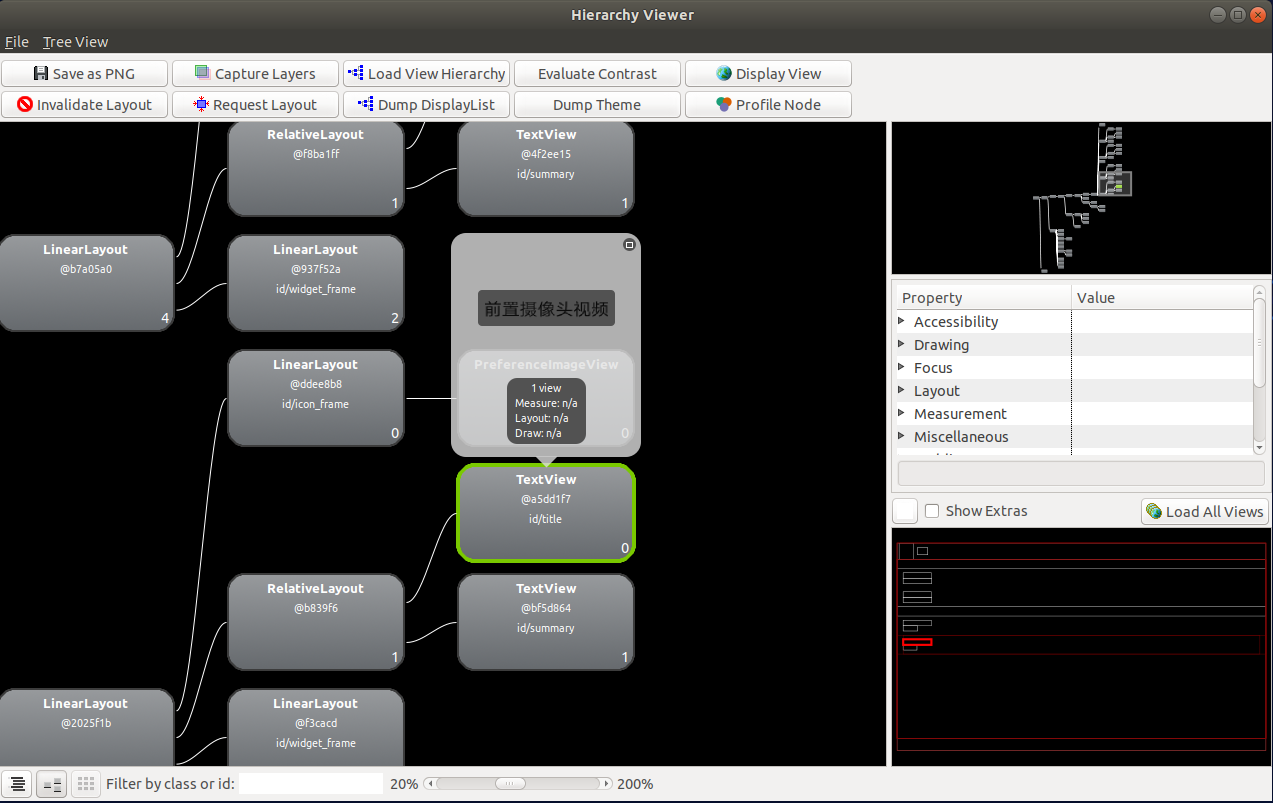 Hierarchy Viewer
File Tree View
Save as PNG Capture Layers Load View Hierarchy Evaluate Contrast Display View
Invalidate Layout Request Layout Dump DisplayList Dump Theme Profile Node
RelativeLayout
@f8ba1ff
1
TextView
@4f2ee15
id/summary
1
LinearLayout
@b7a05a0
4
LinearLayout
@937f52a
id/widget_frame
2
前置摄像头视频
LinearLayout
@ddee8b8
id/icon_frame
0
PreferenceImageView
1 view
Measure: n/a
Layout: n/a
Draw: n/a
0
TextView
@a5dd1f7
id/title
0
RelativeLayout
@b839f6
1
TextView
@bf5d864
id/summary
1
LinearLayout
@2025f1b
LinearLayout
@f3cacd
id/widget_frame
Property Value
Accessibility
Drawing
Focus
Layout
Measurement
Miscellaneous
Show Extras Load All Views
Filter by class or id: 20% 200%